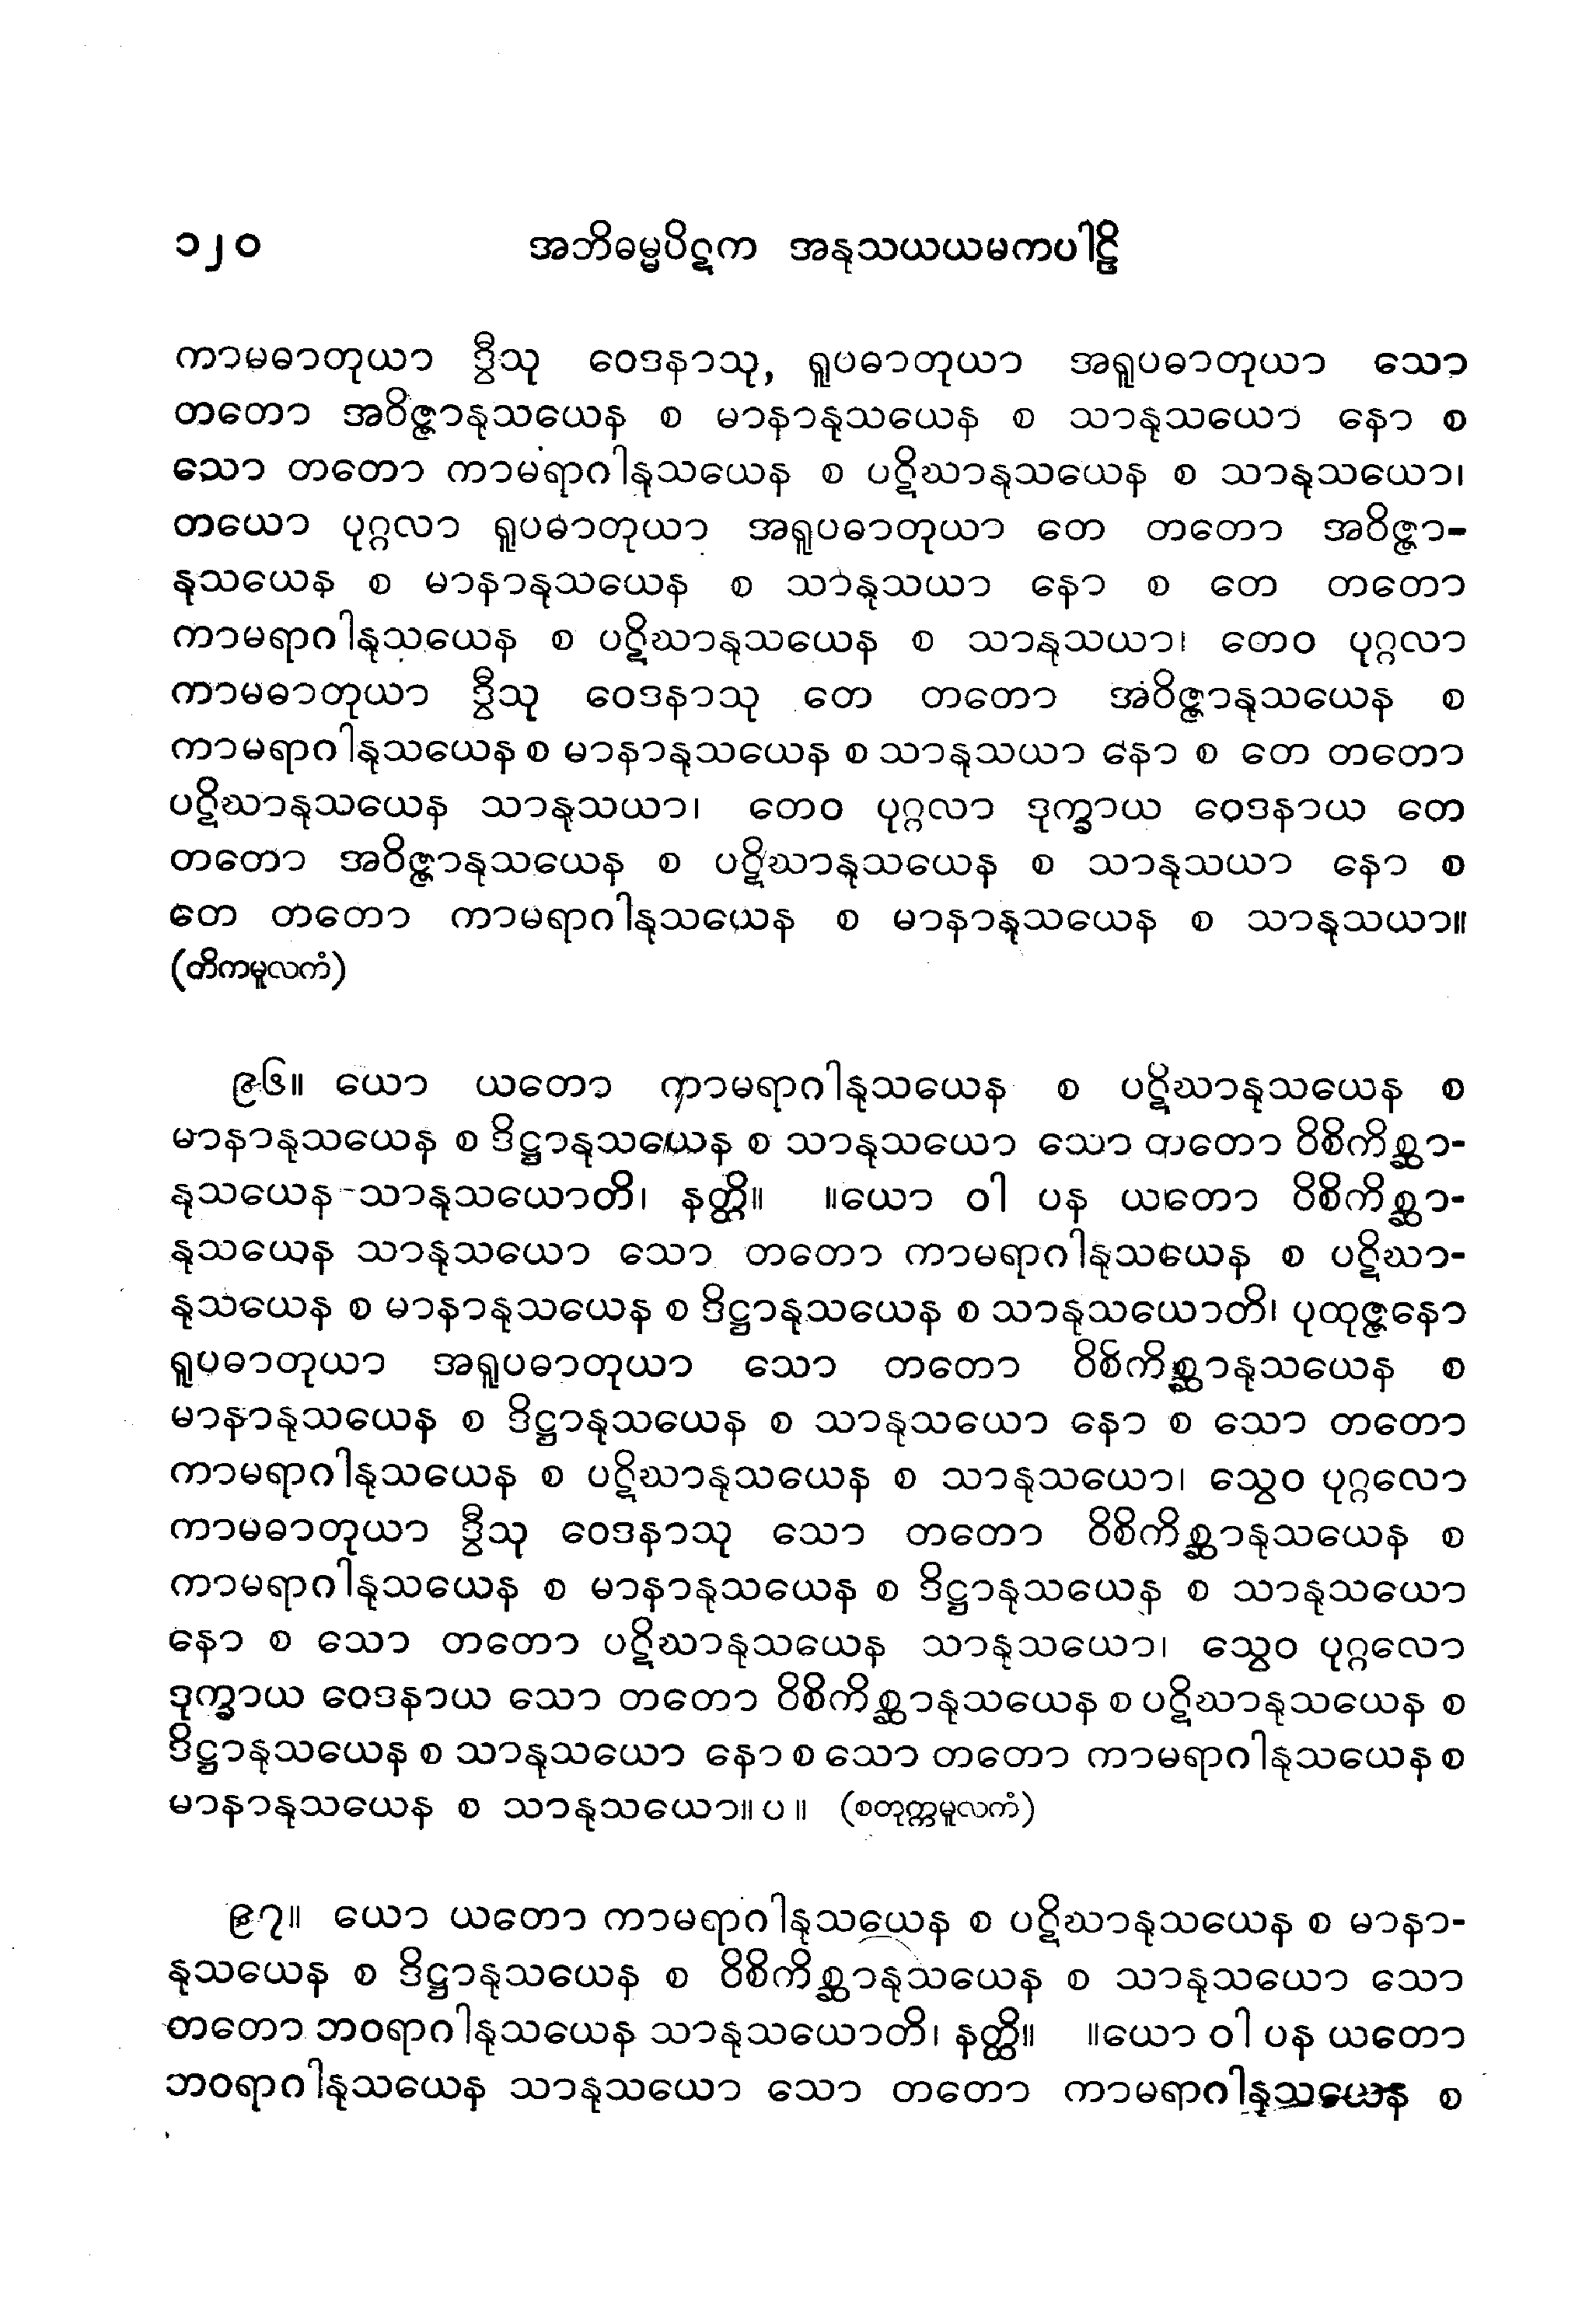 ၁၂၀ အဘိဓမ္မပိဋက အနုသယယမကပါဠိ
ကာမဓာတုယာ ဒွီသု ဝေဒနာသု, ရူပဓာတုယာ အရူပဓာတုယာ သော
တတော အဝိဇ္ဇာနုသယေန စ မာနာနုသယေန စ သာနုသယော နော စ
သော တတော ကာမရာဂါနုသယေန စ ပဋိဃာနုသယေန စ သာနုသယော၊
တယော ပုဂ္ဂလာ ရူပဓာတုယာ အရူပဓာတုယာ တေ တတော အဝိဇ္ဇာ-
နုသယေန စ မာနာနုသယေန စ သာနုသယာ နော စ တေ တတော
ကာမရာဂါနုသယေန စ ပဋိဃာနုသယေန စ သာနုသယာ၊ တေဝ ပုဂ္ဂလာ
ကာမဓာတုယာ ဒွီသု ဝေဒနာသု တေ တတော အဝိဇ္ဇာနုသယေန စ
ကာမရာဂါနုသယေန စ မာနာနုသယေန စ သာနုသယာ နော စ တေ တတော
ပဋိဃာနုသယေန သာနုသယာ၊ တေဝ ပုဂ္ဂလာ ဒုက္ခာယ ဝေဒနာယ တေ
တတော အဝိဇ္ဇာနုသယေန စ ပဋိဃာနုသယေန စ သာနုသယာ နော စ
တေ တတော ကာမရာဂါနုသယေန စ မာနာနုသယေန စ သာနုသယာ။
(တိကမူလကံ)
၉၆။ ယော ယတော ကာမရာဂါနုသယေန စ ပဋိဃာနုသယေန စ
မာနာနုသယေန စ ဒိဋ္ဌာနုသယေန စ သာနုသယော သော တတော ဝိစိကိစ္ဆာ-
နုသယေန သာနုသယောတိ၊ နတ္ထိ။ ။ယော ဝါ ပန ယတော ဝိစိကိစ္ဆာ-
နုသယေန သာနုသယော သော တတော ကာမရာဂါနုသယေန စ ပဋိဃာ-
နုသယေန စ မာနာနုသယေန စ ဒိဋ္ဌာနုသယေန စ သာနုသယောတိ၊ ပုထုဇ္ဇနော
ရူပဓာတုယာ အရူပဓာတုယာ သော တတော ဝိစိကိစ္ဆာနုသယေန စ
မာနာနုသယေန စ ဒိဋ္ဌာနုသယေန စ သာနုသယော နော စ သော တတော
ကာမရာဂါနုသယေန စ ပဋိဃာနုသယေန စ သာနုသယော၊ သွေဝ ပုဂ္ဂလော
ကာမဓာတုယာ ဒွီသု ဝေဒနာသု သော တတော ဝိစိကိစ္ဆာနုသယေန စ
ကာမရာဂါနုသယေန စ မာနာနုသယေန စ ဒိဋ္ဌာနုသယေန စ သာနုသယော
နော စ သော တတော ပဋိဃာနုသယေန သာနုသယော၊ သွေဝ ပုဂ္ဂလော
ဒုက္ခာယ ဝေဒနာယ သော တတော ဝိစိကိစ္ဆာနုသယေန စ ပဋိဃာနုသယေန စ
ဒိဋ္ဌာနုသယေန စ သာနုသယော နော စ သော တတော ကာမရာဂါနုသယေန စ
မာနာနုသယေန စ သာနုသယော။ ပ ။ (စတုက္ကမူလကံ)
၉၇။ ယော ယတော ကာမရာဂါနုသယေန စ ပဋိဃာနုသယေန စ မာနာ-
နုသယေန စ ဒိဋ္ဌာနုသယေန စ ဝိစိကိစ္ဆာနုသယေန စ သာနုသယော သော
တတော ဘဝရာဂါနုသယေန သာနုသယောတိ၊ နတ္ထိ။ ။ယော ဝါ ပန ယတော
ဘဝရာဂါနုသယေန သာနုသယော သော တတော ကာမရာဂါနုသယေန စ